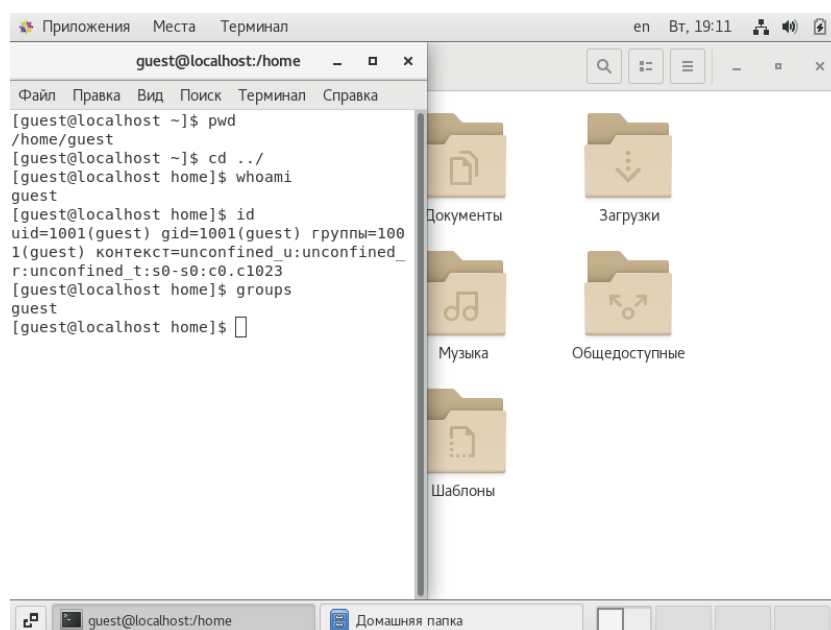 Приложения Места Терминал en Вт, 19:11
guest@localhost:/home
Файл Правка Вид Поиск Терминал Справка
[guest@localhost ~]$ pwd
/home/guest
[guest@localhost ~]$ cd ../
[guest@localhost home]$ whoami
guest
[guest@localhost home]$ id
uid=1001(guest) gid=1001(guest) группы=100
1(guest) контекст=unconfined_u:unconfined_
r:unconfined_t:s0-s0:c0.c1023
[guest@localhost home]$ groups
guest
[guest@localhost home]$
Документы Загрузки
Музыка Общедоступные
Шаблоны
guest@localhost:/home Домашняя папка